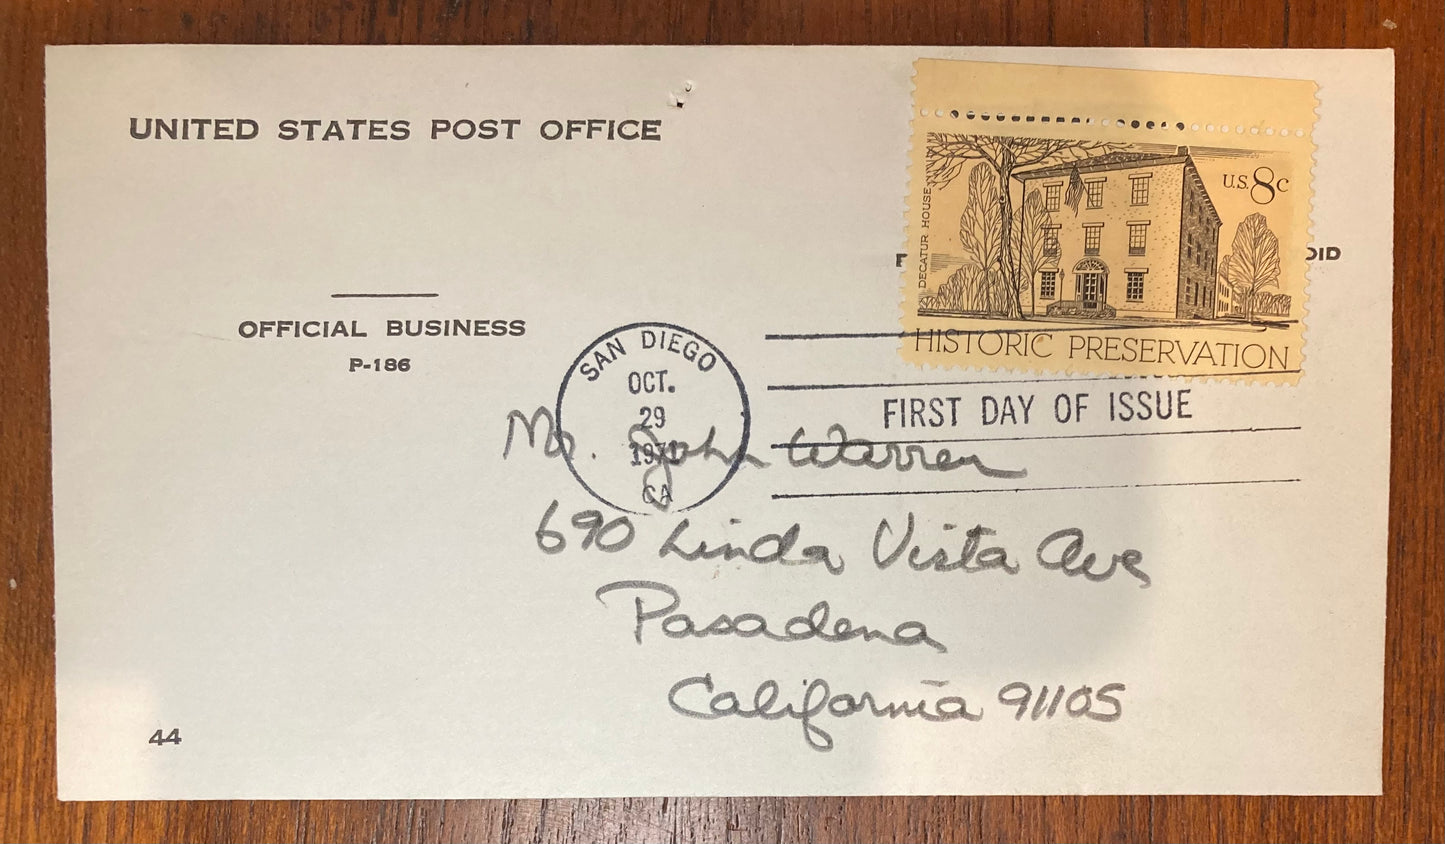 UNITED STATES POST OFFICE
U.S. 8c
DECATUR HOUSE
HISTORIC PRESERVATION
OFFICIAL BUSINESS
P-186
SAN DIEGO
OCT.
29
1971
CA
FIRST DAY OF ISSUE
Mr. John Warren
690 Linda Vista Ave
Pasadena
California 91105
44